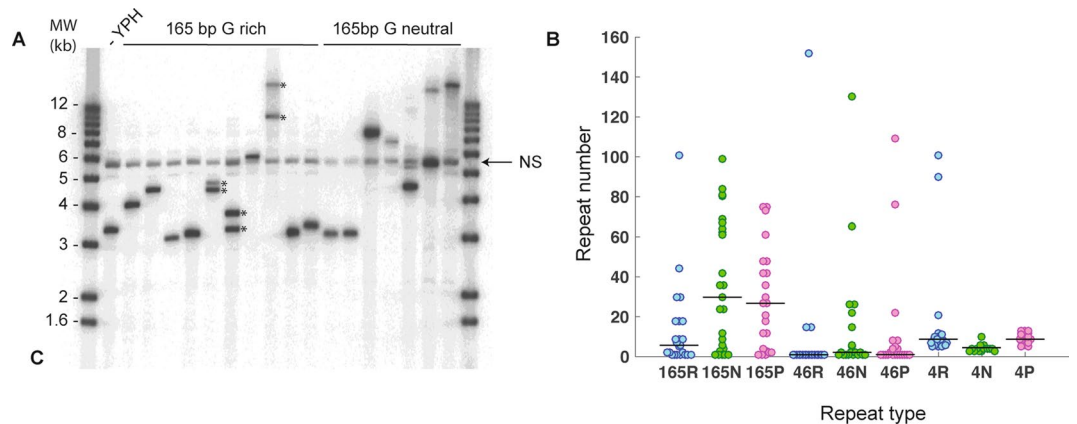 A
MW
(kb)
- YPH
165 bp G rich
165bp G neutral
12 -
8 -
6 -
5 -
4 -
3 -
2 -
1.6 -
*
*
*
*
*
*
NS
C
B
Repeat number
160
140
120
100
80
60
40
20
0
165R 165N 165P 46R 46N 46P 4R 4N 4P
Repeat type